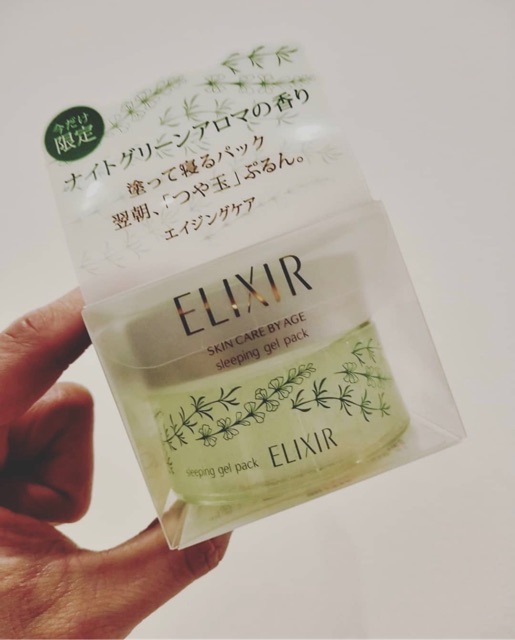 今だけ
限定
ナイトグリーンアロマの香り
塗って寝るパック
翌朝、「つや玉」ぷるん。
エイジングケア
ELIXIR
SKIN CARE BY AGE
sleeping gel pack
sleeping gel pack ELIXIR